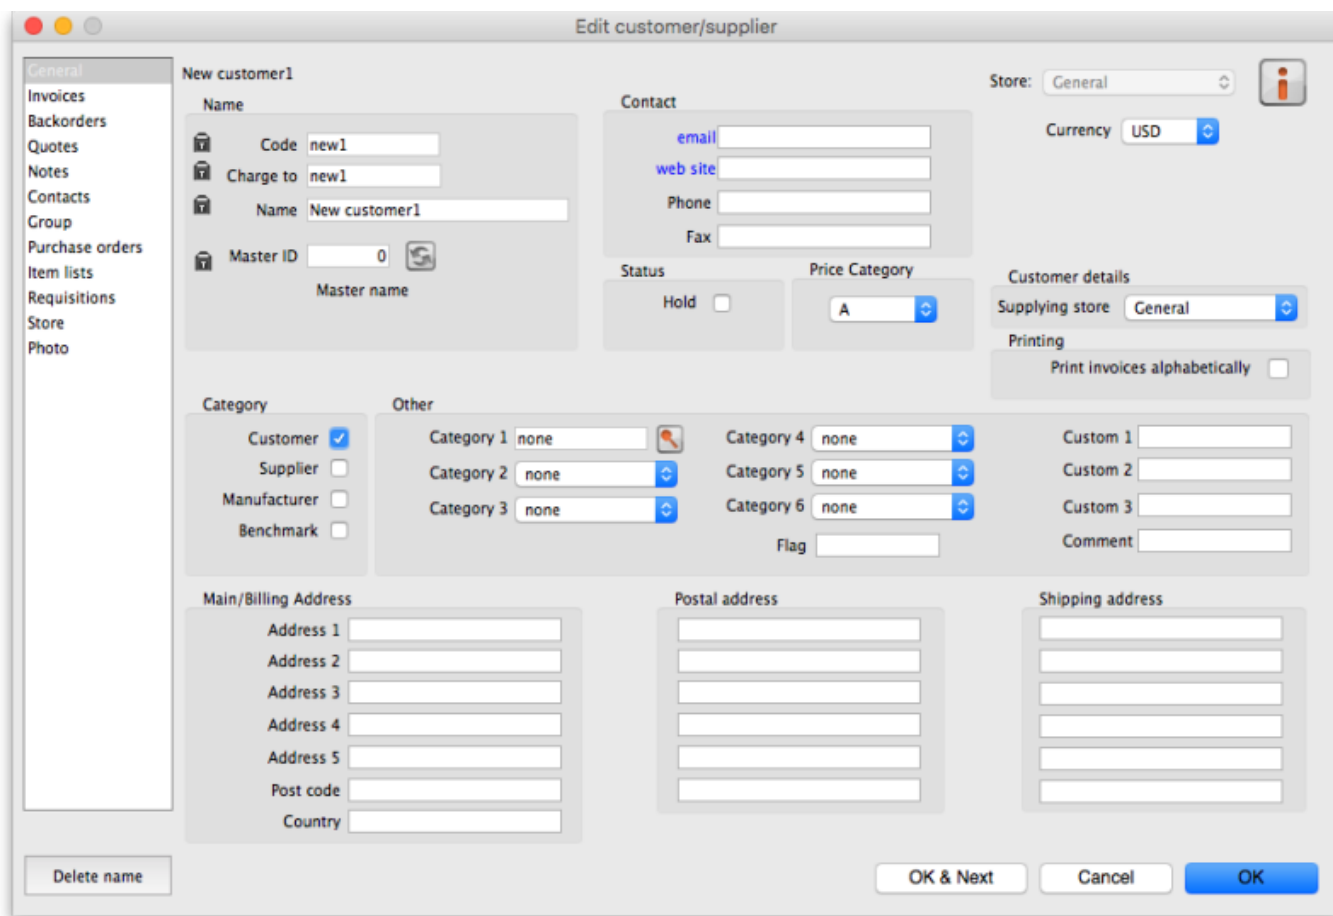 Edit customer/supplier
General
Invoices
Backorders
Quotes
Notes
Contacts
Group
Purchase orders
Item lists
Requisitions
Store
Photo
New customer1
Store: General
Currency USD
Name
Code new1
Charge to new1
Name New customer1
Master ID 0
Master name
Contact
email
web site
Phone
Fax
Status
Hold
Price Category
A
Customer details
Supplying store General
Printing
Print invoices alphabetically
Category
Customer
Supplier
Manufacturer
Benchmark
Other
Category 1 none
Category 2 none
Category 3 none
Category 4 none
Category 5 none
Category 6 none
Flag
Custom 1
Custom 2
Custom 3
Comment
Main/Billing Address
Address 1
Address 2
Address 3
Address 4
Address 5
Post code
Country
Postal address
Shipping address
Delete name
OK & Next
Cancel
OK